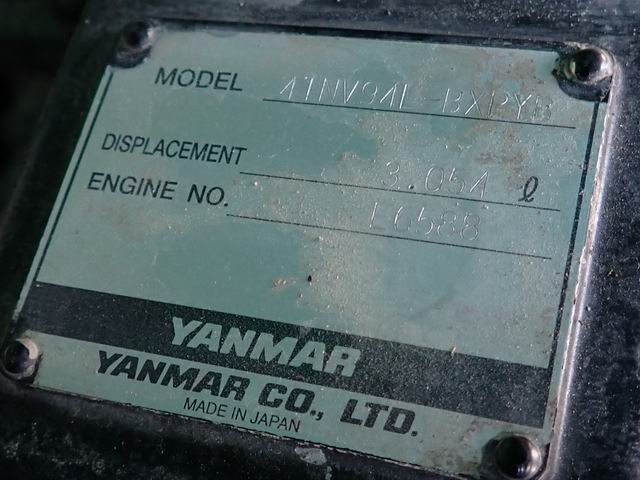 MODEL 4TNV94L-BXPYB
DISPLACEMENT 3.054 ℓ
ENGINE NO. L6588
YANMAR
YANMAR CO., LTD.
MADE IN JAPAN